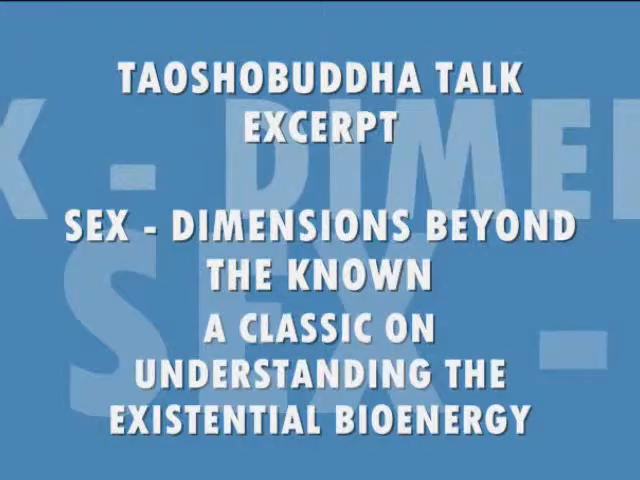 TAOSHOBUDDHA TALK
EXCERPT
SEX - DIMENSIONS BEYOND
THE KNOWN
A CLASSIC ON
UNDERSTANDING THE
EXISTENTIAL BIOENERGY